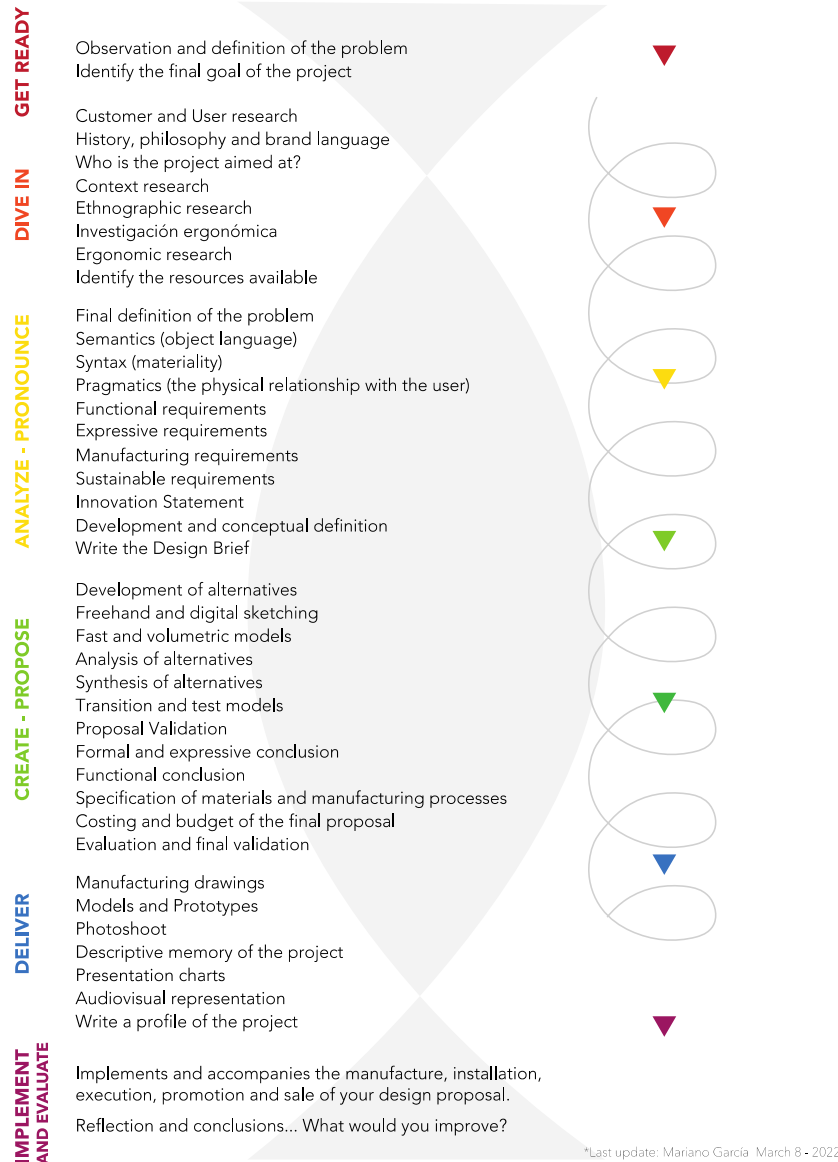 GET READY
Observation and definition of the problem
Identify the final goal of the project
DIVE IN
Customer and User research
History, philosophy and brand language
Who is the project aimed at?
Context research
Ethnographic research
Investigación ergonómica
Ergonomic research
Identify the resources available
ANALYZE - PRONOUNCE
Final definition of the problem
Semantics (object language)
Syntax (materiality)
Pragmatics (the physical relationship with the user)
Functional requirements
Expressive requirements
Manufacturing requirements
Sustainable requirements
Innovation Statement
Development and conceptual definition
Write the Design Brief
CREATE - PROPOSE
Development of alternatives
Freehand and digital sketching
Fast and volumetric models
Analysis of alternatives
Synthesis of alternatives
Transition and test models
Proposal Validation
Formal and expressive conclusion
Functional conclusion
Specification of materials and manufacturing processes
Costing and budget of the final proposal
Evaluation and final validation
DELIVER
Manufacturing drawings
Models and Prototypes
Photoshoot
Descriptive memory of the project
Presentation charts
Audiovisual representation
Write a profile of the project
IMPLEMENT
AND EVALUATE
Implements and accompanies the manufacture, installation,
execution, promotion and sale of your design proposal.
Reflection and conclusions... What would you improve?
*Last update: Mariano García March 8 - 2022